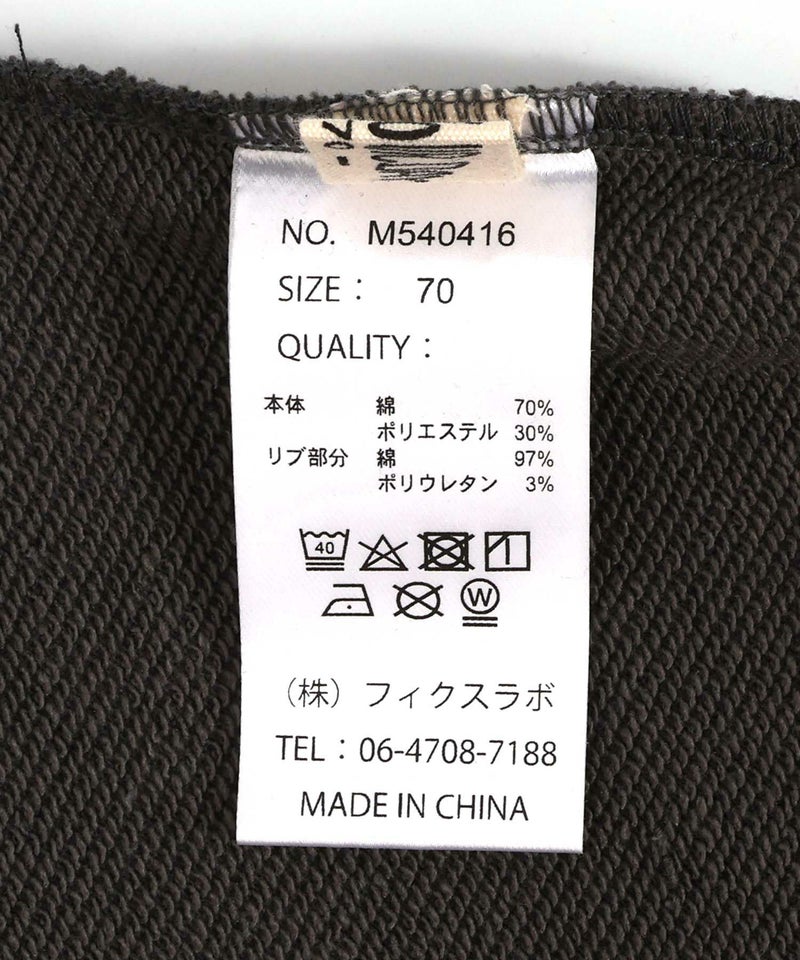 NO. M540416
SIZE： 70
QUALITY：
本体 綿 70%
ポリエステル 30%
リブ部分 綿 97%
ポリウレタン 3%
40
W
（株）フィクスラボ
TEL：06-4708-7188
MADE IN CHINA